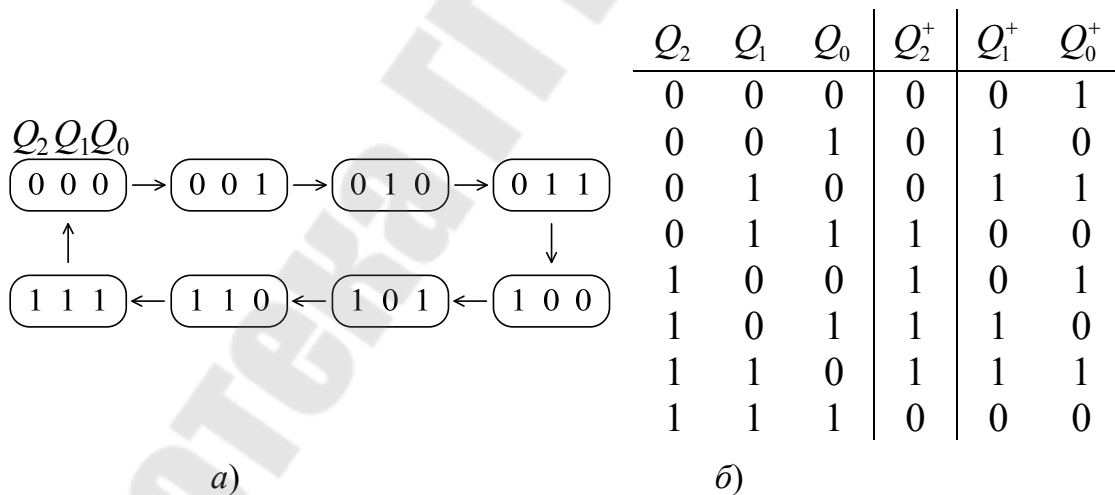 Q₂Q₁Q₀
0 0 0 → 0 0 1 → 0 1 0 → 0 1 1
↑ ↓
1 1 1 ← 1 1 0 ← 1 0 1 ← 1 0 0
а)
Q₂ Q₁ Q₀ Q₂⁺ Q₁⁺ Q₀⁺
0 0 0 0 0 1
0 0 1 0 1 0
0 1 0 0 1 1
0 1 1 1 0 0
1 0 0 1 0 1
1 0 1 1 1 0
1 1 0 1 1 1
1 1 1 0 0 0
б)